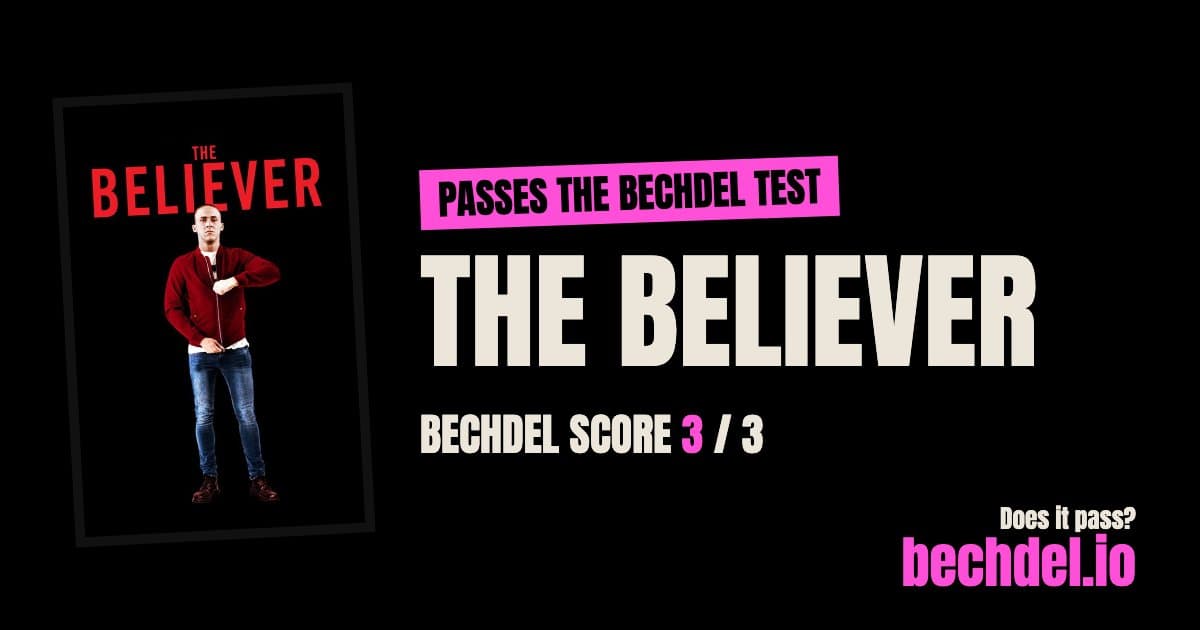 THE
BELIEVER
PASSES THE BECHDEL TEST
THE BELIEVER
BECHDEL SCORE 3 / 3
Does it pass?
bechdel.io